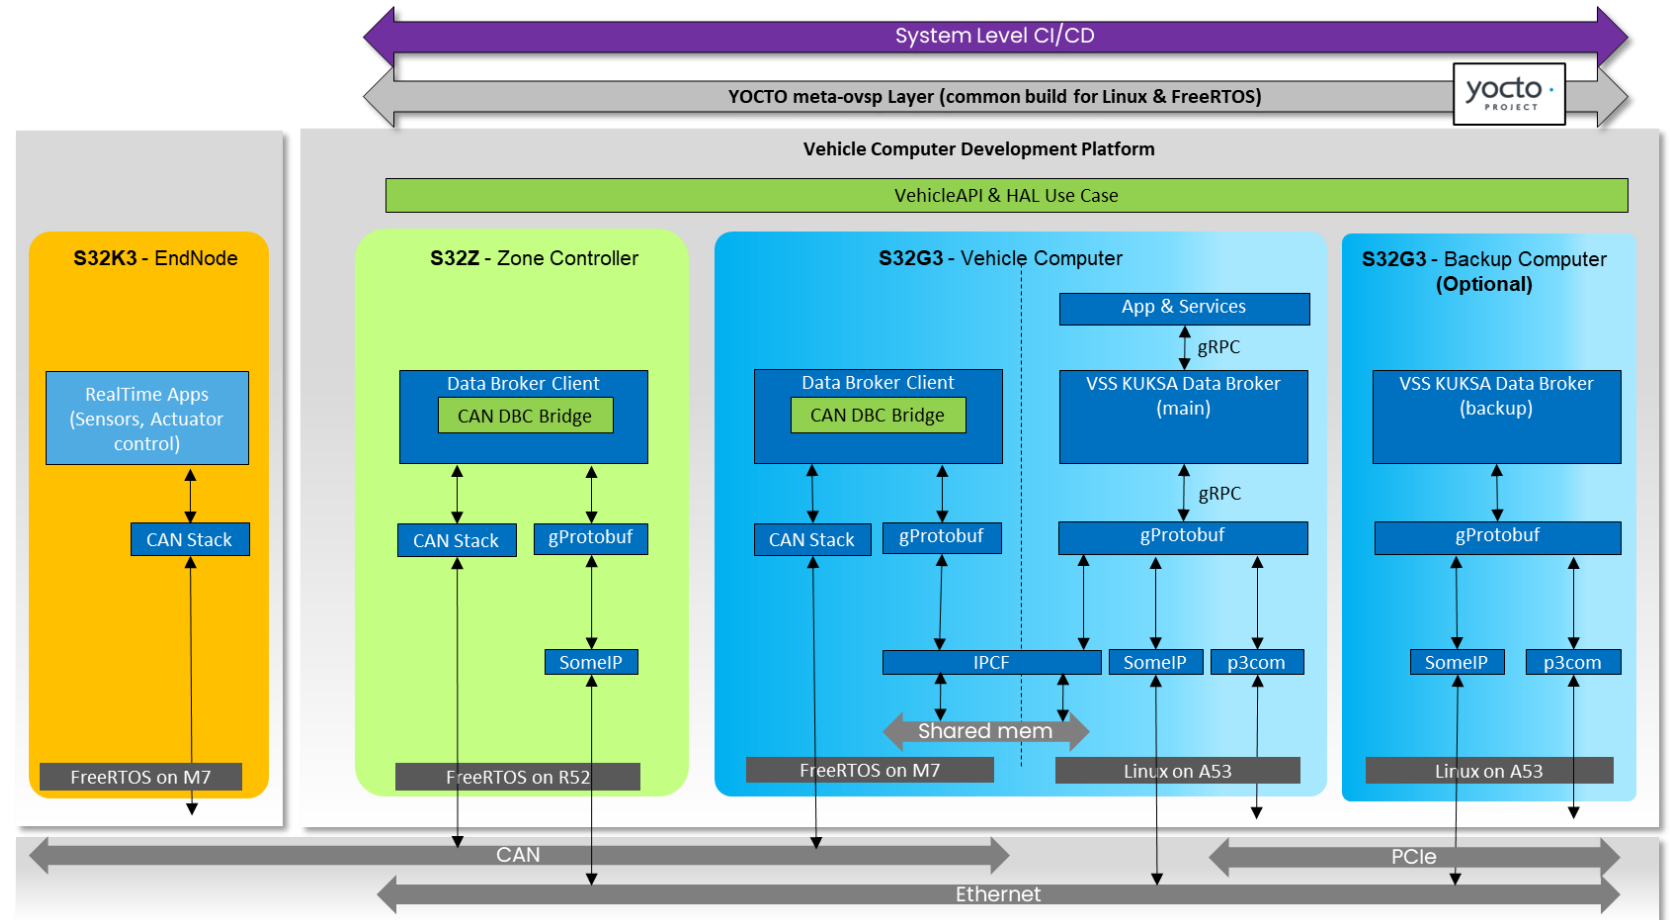 System Level CI/CD
YOCTO meta-ovsp Layer (common build for Linux & FreeRTOS)
yocto
PROJECT
Vehicle Computer Development Platform
VehicleAPI & HAL Use Case
S32K3 - EndNode
RealTime Apps
(Sensors, Actuator
control)
CAN Stack
FreeRTOS on M7
S32Z - Zone Controller
Data Broker Client
CAN DBC Bridge
CAN Stack
gProtobuf
SomeIP
FreeRTOS on R52
S32G3 - Vehicle Computer
Data Broker Client
CAN DBC Bridge
CAN Stack
gProtobuf
FreeRTOS on M7
App & Services
gRPC
VSS KUKSA Data Broker
(main)
gRPC
gProtobuf
IPCF
SomeIP
p3com
Shared mem
Linux on A53
S32G3 - Backup Computer
(Optional)
VSS KUKSA Data Broker
(backup)
gProtobuf
SomeIP
p3com
Linux on A53
CAN
PCIe
Ethernet